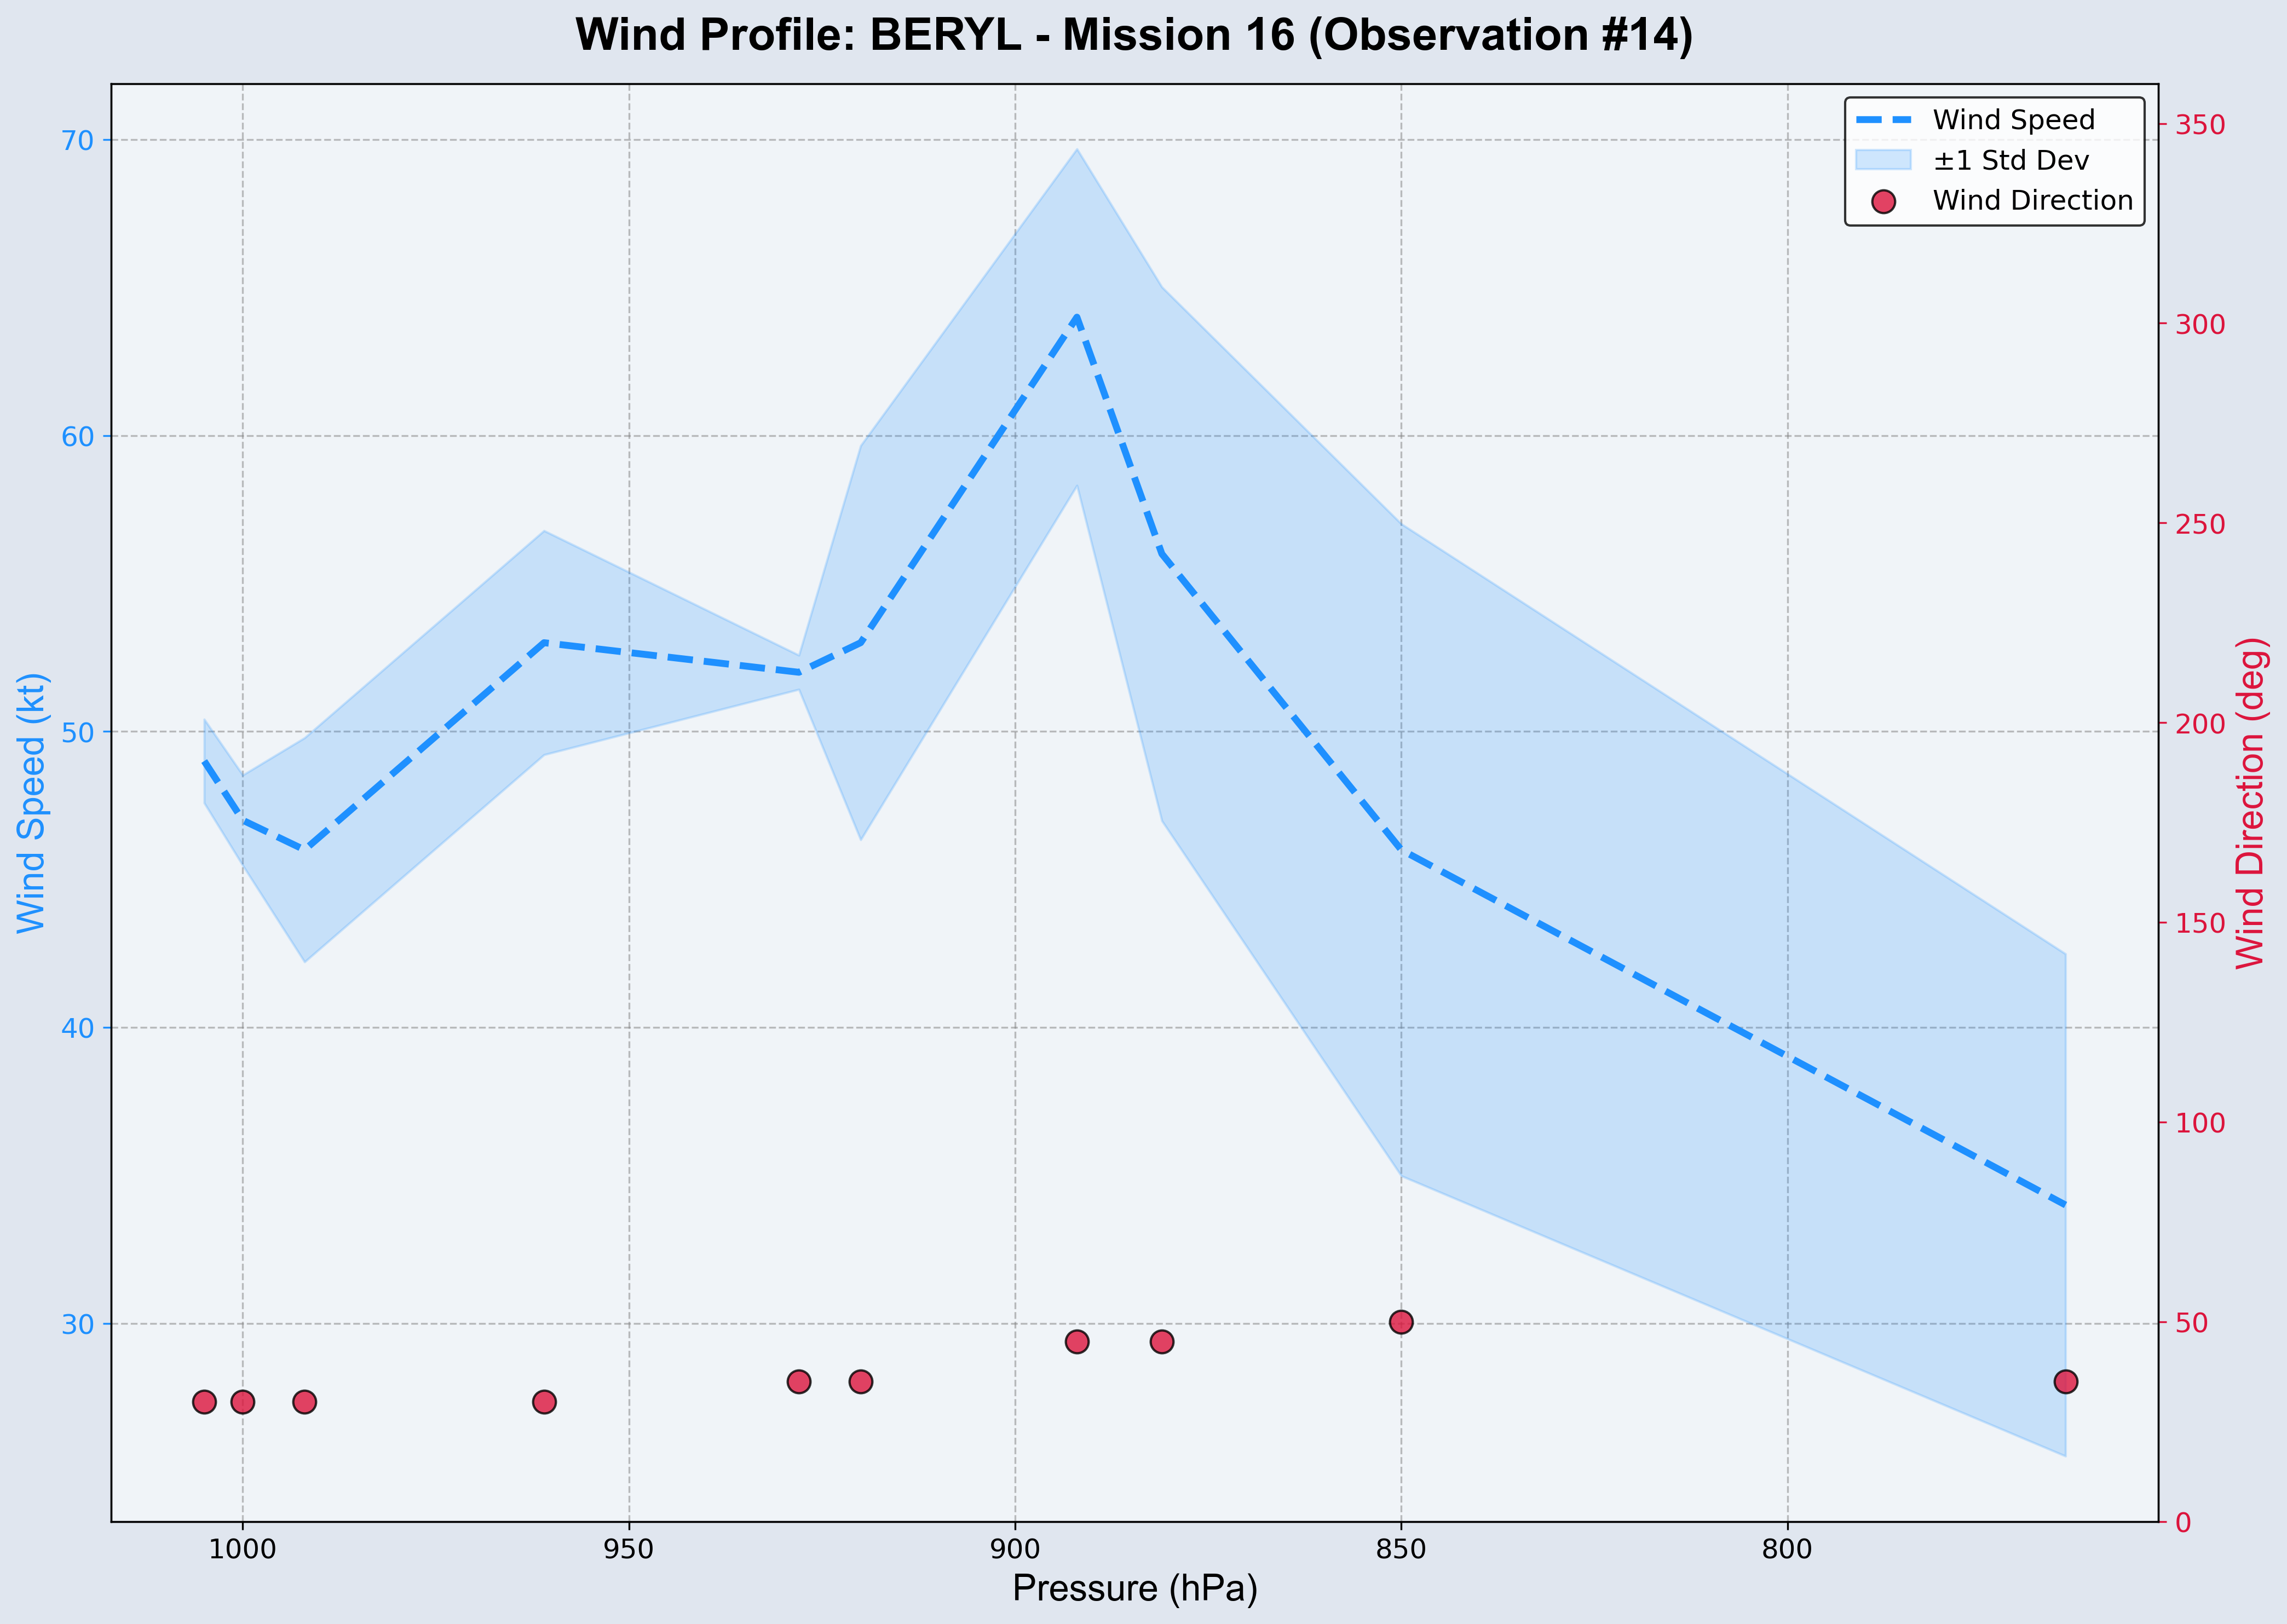 Wind Profile: BERYL - Mission 16 (Observation #14)
Wind Speed
±1 Std Dev
Wind Direction
70
60
50
40
30
Wind Speed (kt)
350
300
250
200
150
100
50
0
Wind Direction (deg)
1000
950
900
850
800
Pressure (hPa)